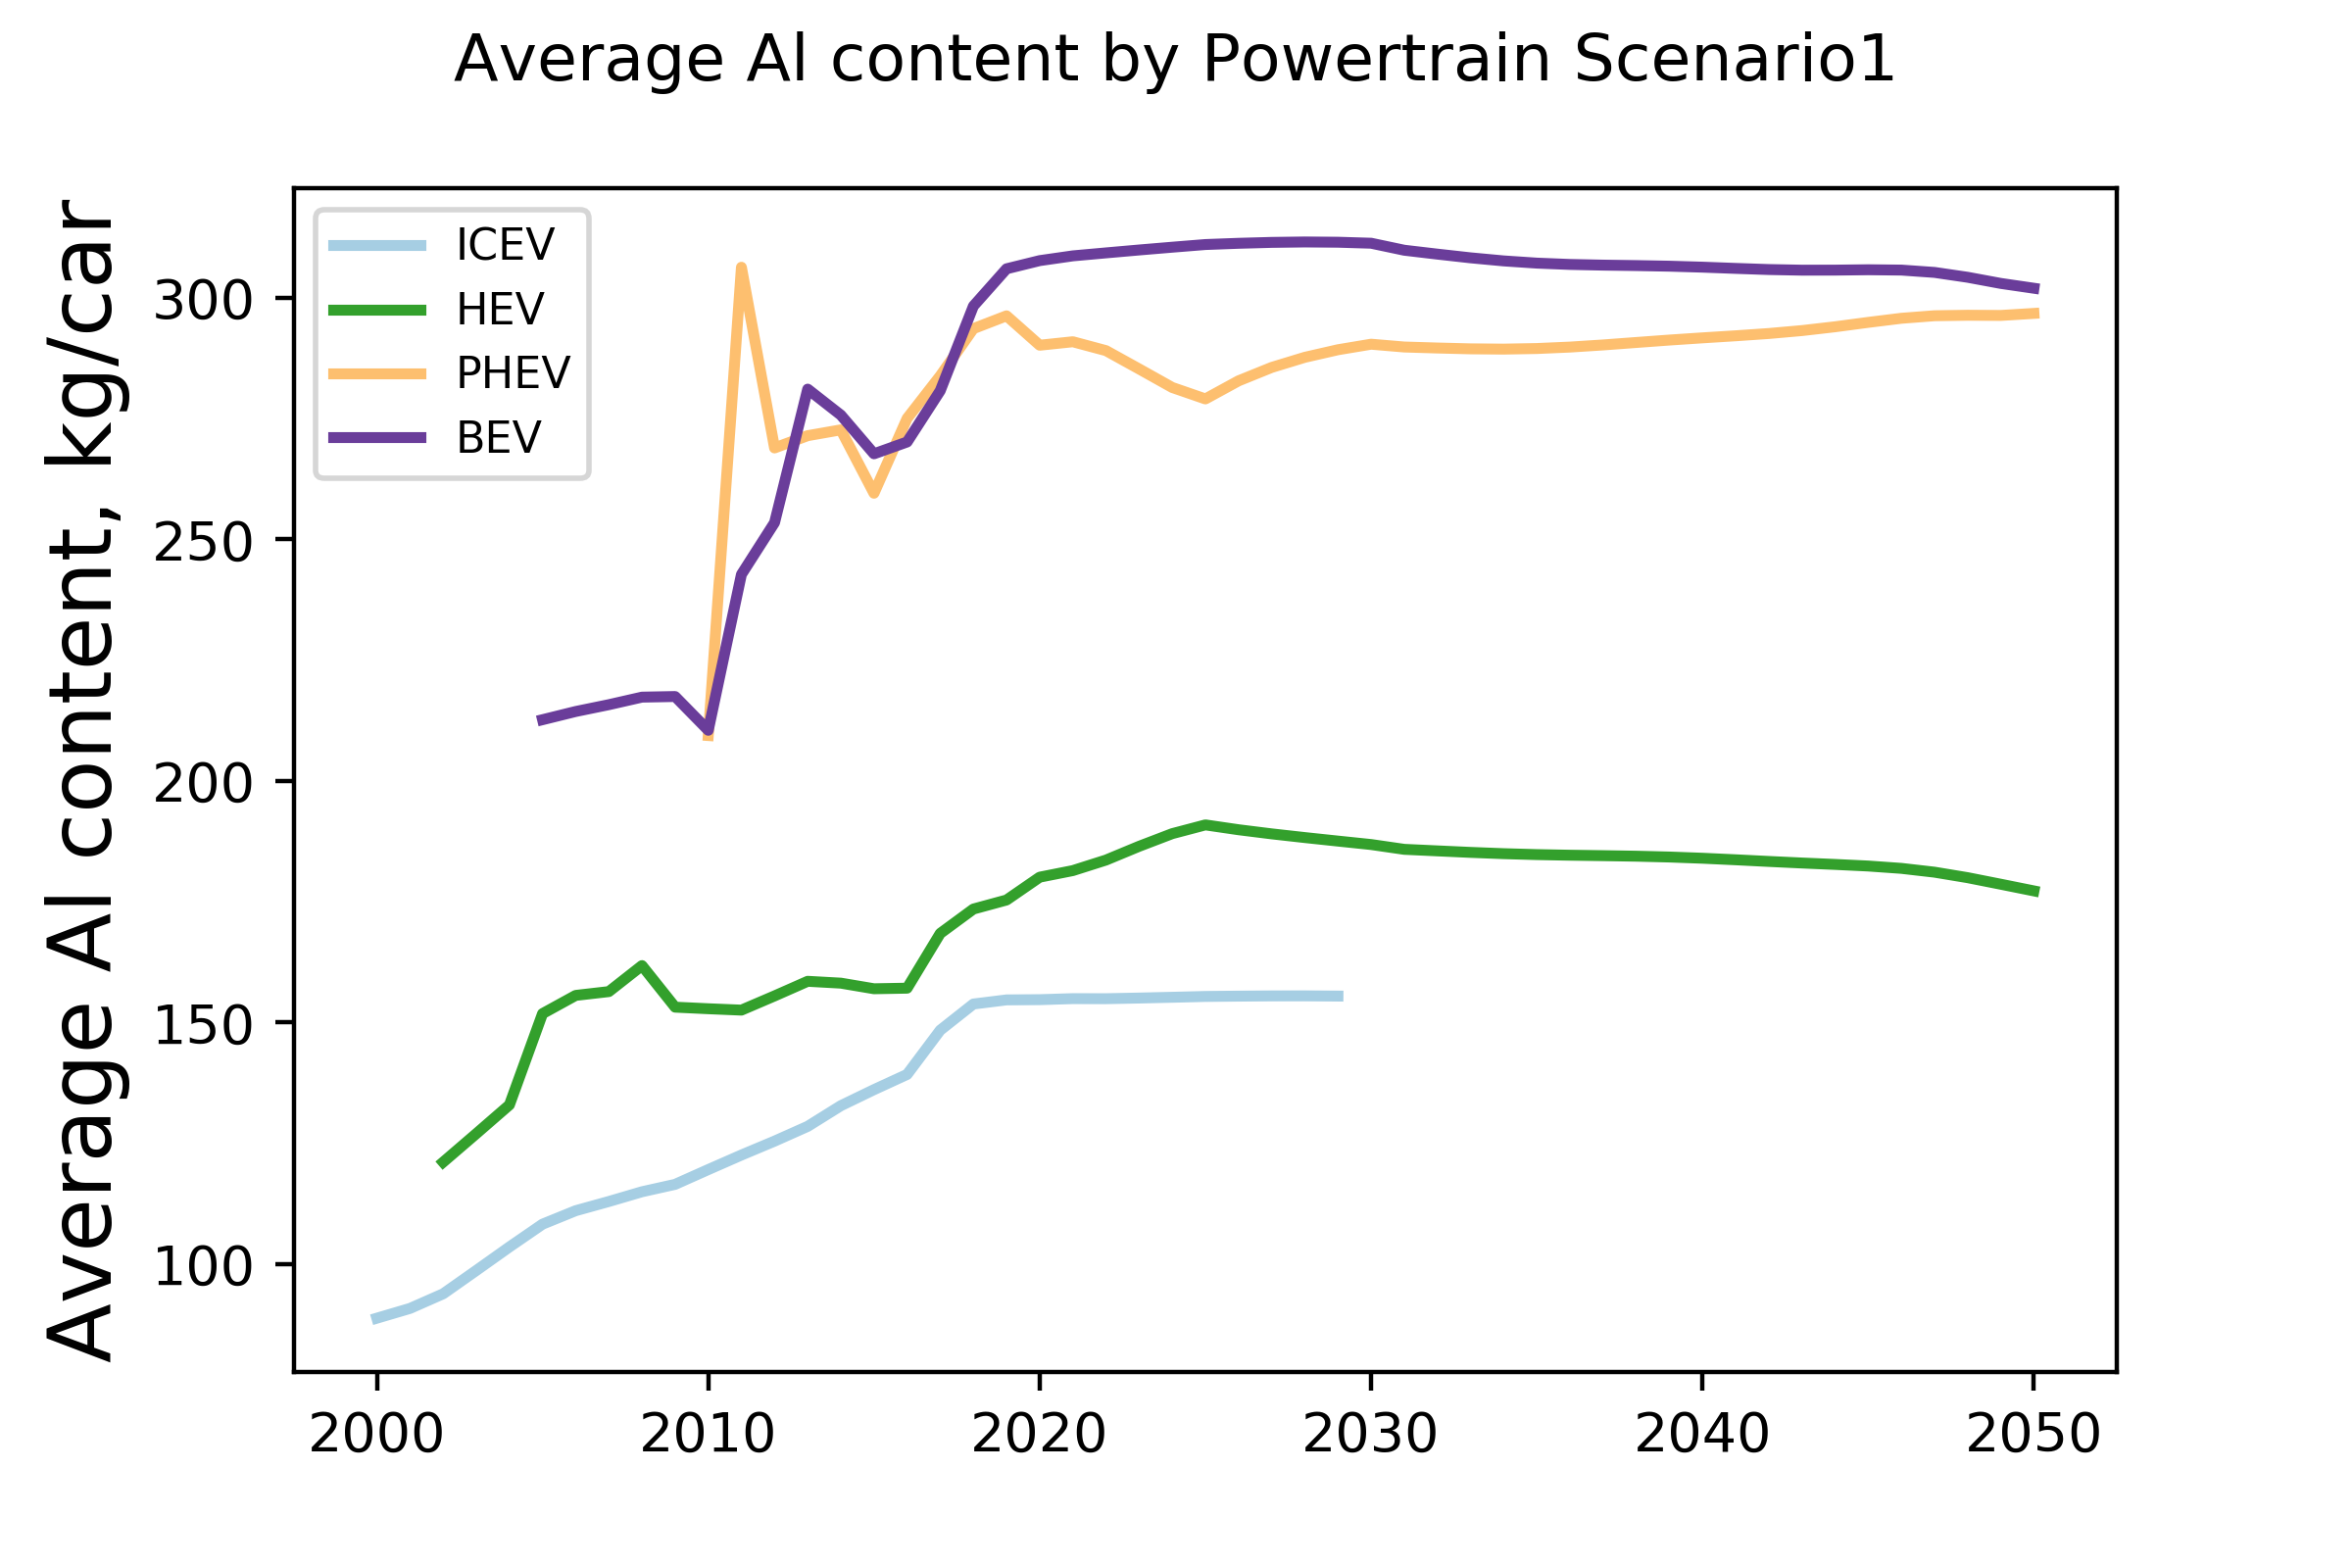 Average Al content by Powertrain Scenario1
Average Al content, kg/car
ICEV
HEV
PHEV
BEV
300
250
200
150
100
2000 2010 2020 2030 2040 2050